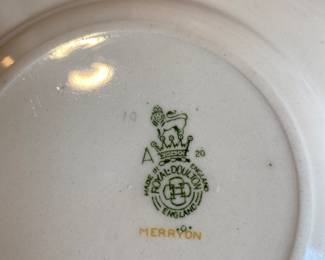 A
20
MADE IN ENGLAND
ROYAL·DOULTON
ENGLAND
MERRYON